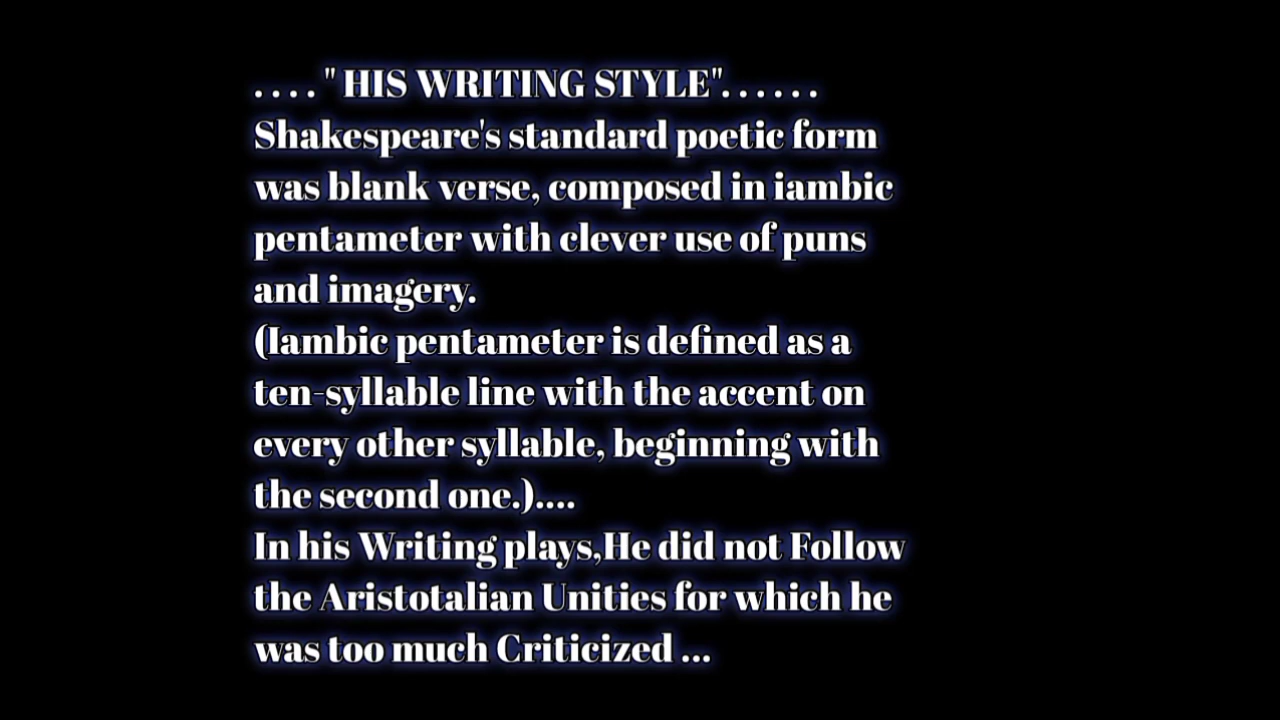 . . . . " HIS WRITING STYLE". . . . . .
Shakespeare's standard poetic form
was blank verse, composed in iambic
pentameter with clever use of puns
and imagery.
(Iambic pentameter is defined as a
ten-syllable line with the accent on
every other syllable, beginning with
the second one.)....
In his Writing plays,He did not Follow
the Aristotalian Unities for which he
was too much Criticized ...